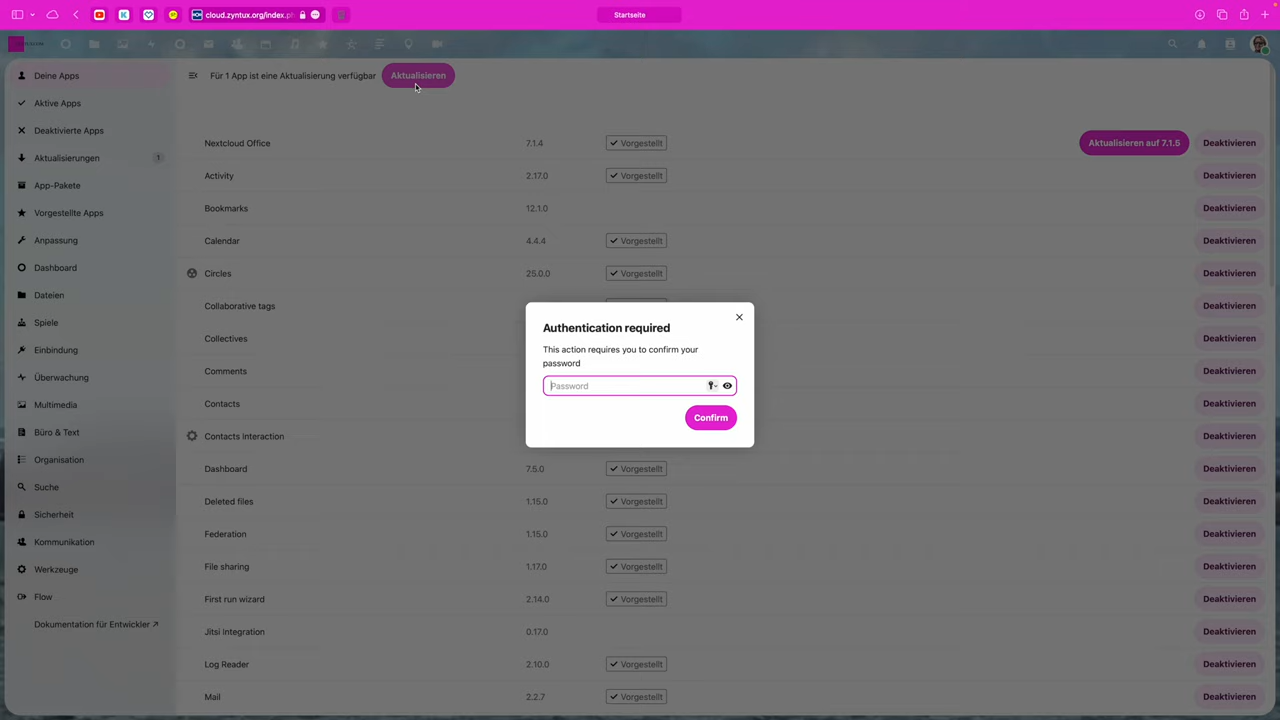 cloud.zyntux.org/index.p
Startseite
Deine Apps
Aktive Apps
Deaktivierte Apps
Aktualisierungen 1
App-Pakete
Vorgestellte Apps
Anpassung
Dashboard
Dateien
Spiele
Einbindung
Überwachung
Multimedia
Büro & Text
Organisation
Suche
Sicherheit
Kommunikation
Werkzeuge
Flow
Dokumentation für Entwickler ↗
Für 1 App ist eine Aktualisierung verfügbar Aktualisieren
Nextcloud Office 7.1.4 Vorgestellt Aktualisieren auf 7.1.5 Deaktivieren
Activity 2.17.0 Vorgestellt Deaktivieren
Bookmarks 12.1.0 Deaktivieren
Calendar 4.4.4 Vorgestellt Deaktivieren
Circles 25.0.0 Vorgestellt Deaktivieren
Collaborative tags Deaktivieren
Collectives Deaktivieren
Comments Deaktivieren
Contacts Deaktivieren
Contacts Interaction Deaktivieren
Dashboard 7.5.0 Vorgestellt Deaktivieren
Deleted files 1.15.0 Vorgestellt Deaktivieren
Federation 1.15.0 Vorgestellt Deaktivieren
File sharing 1.17.0 Vorgestellt Deaktivieren
First run wizard 2.14.0 Vorgestellt Deaktivieren
Jitsi Integration 0.17.0 Deaktivieren
Log Reader 2.10.0 Vorgestellt Deaktivieren
Mail 2.2.7 Vorgestellt Deaktivieren
Authentication required
This action requires you to confirm your
password
Password
Confirm